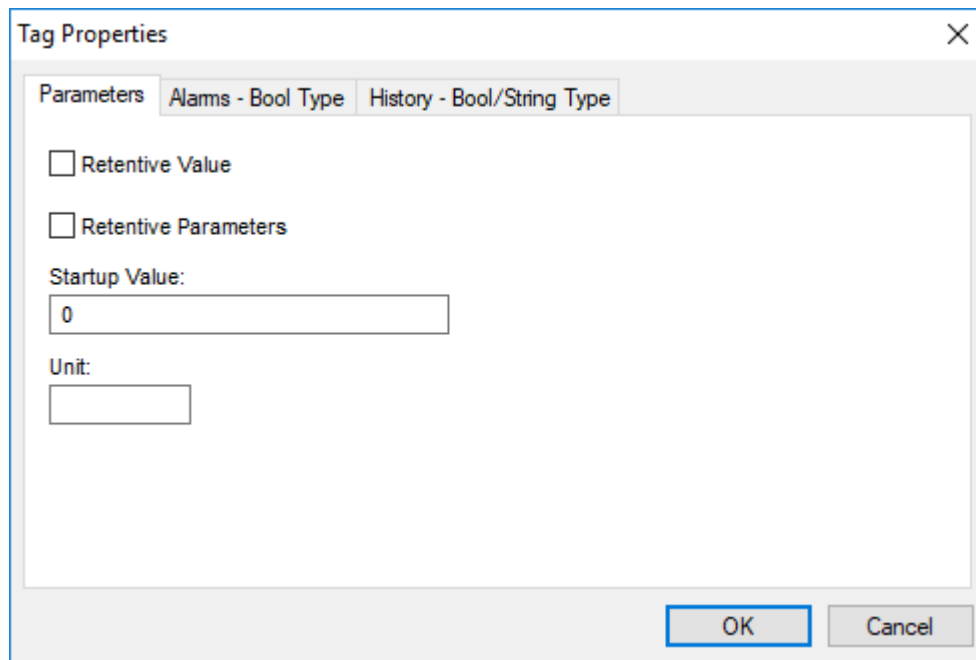 Tag Properties
Parameters Alarms - Bool Type History - Bool/String Type
Retentive Value
Retentive Parameters
Startup Value:
0
Unit:
OK Cancel